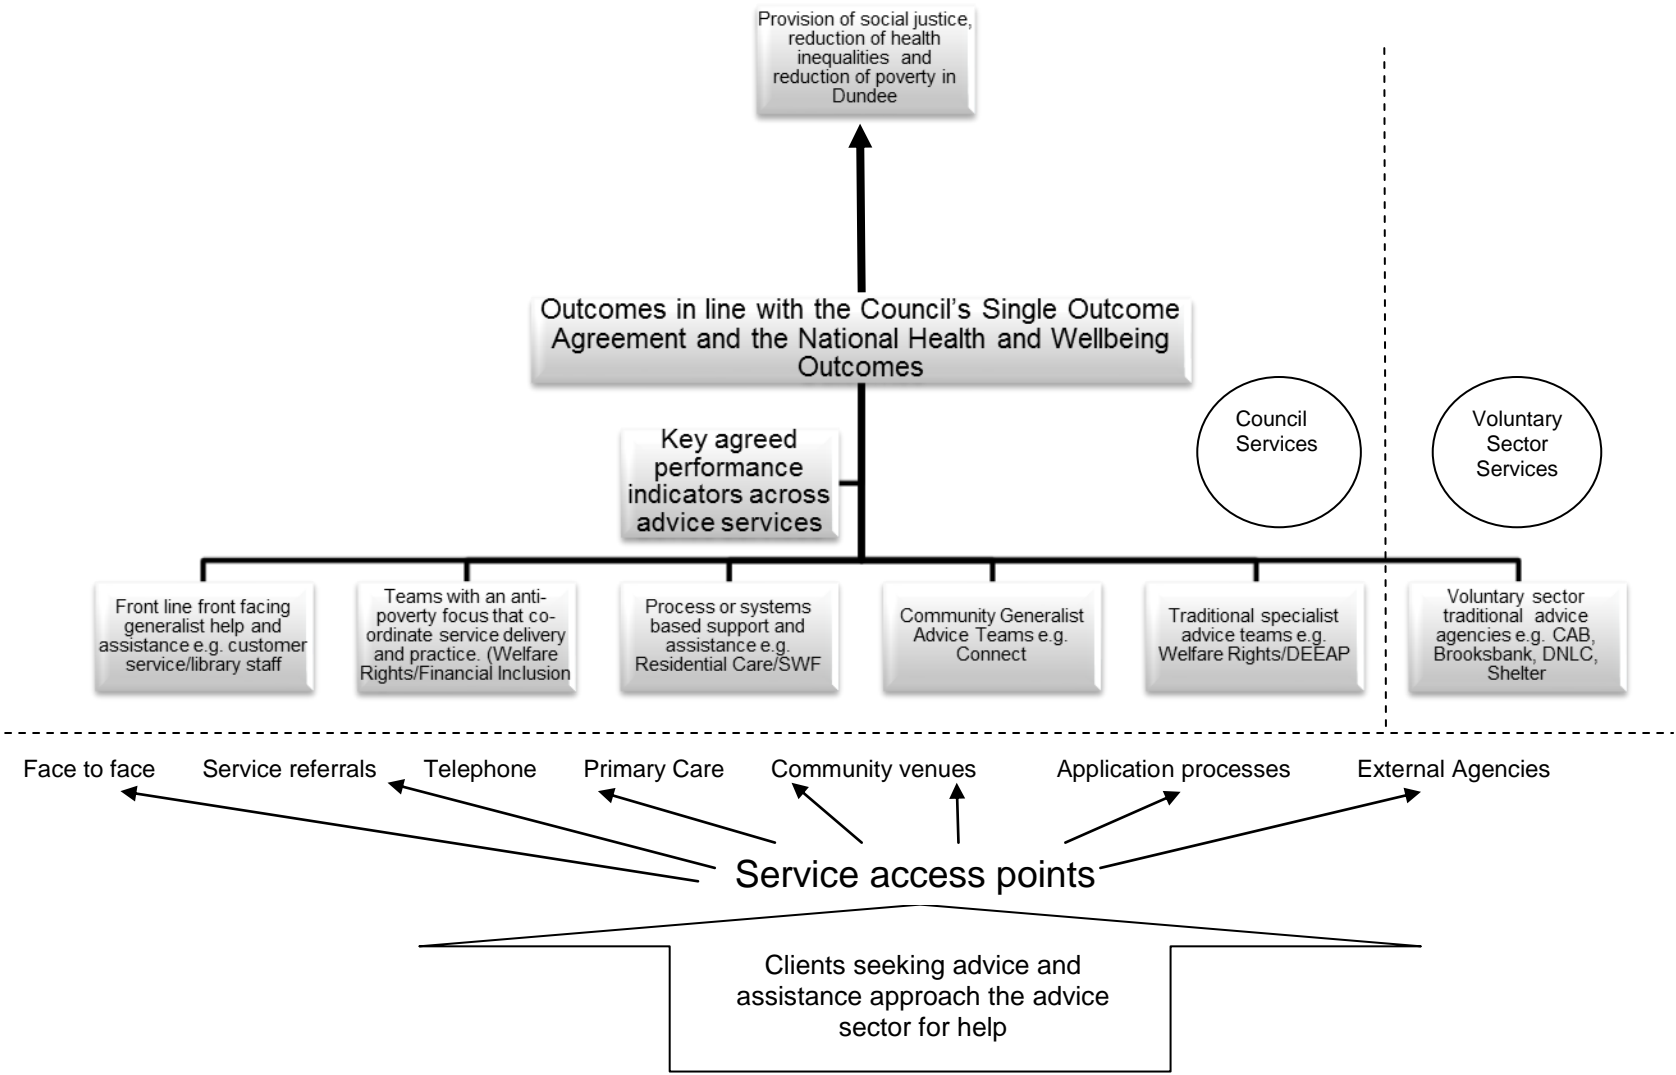 Provision of social justice,
reduction of health
inequalities and
reduction of poverty in
Dundee
Outcomes in line with the Council's Single Outcome
Agreement and the National Health and Wellbeing
Outcomes
Key agreed
performance
indicators across
advice services
Council
Services
Voluntary
Sector
Services
Front line front facing
generalist help and
assistance e.g. customer
service/library staff
Teams with an anti-
poverty focus that co-
ordinate service delivery
and practice. (Welfare
Rights/Financial Inclusion
Process or systems
based support and
assistance e.g.
Residential Care/SWF
Community Generalist
Advice Teams e.g.
Connect
Traditional specialist
advice teams e.g.
Welfare Rights/DEEAP
Voluntary sector
traditional advice
agencies e.g. CAB,
Brooksbank, DNLC,
Shelter
Face to face Service referrals Telephone Primary Care Community venues Application processes External Agencies
Service access points
Clients seeking advice and
assistance approach the advice
sector for help